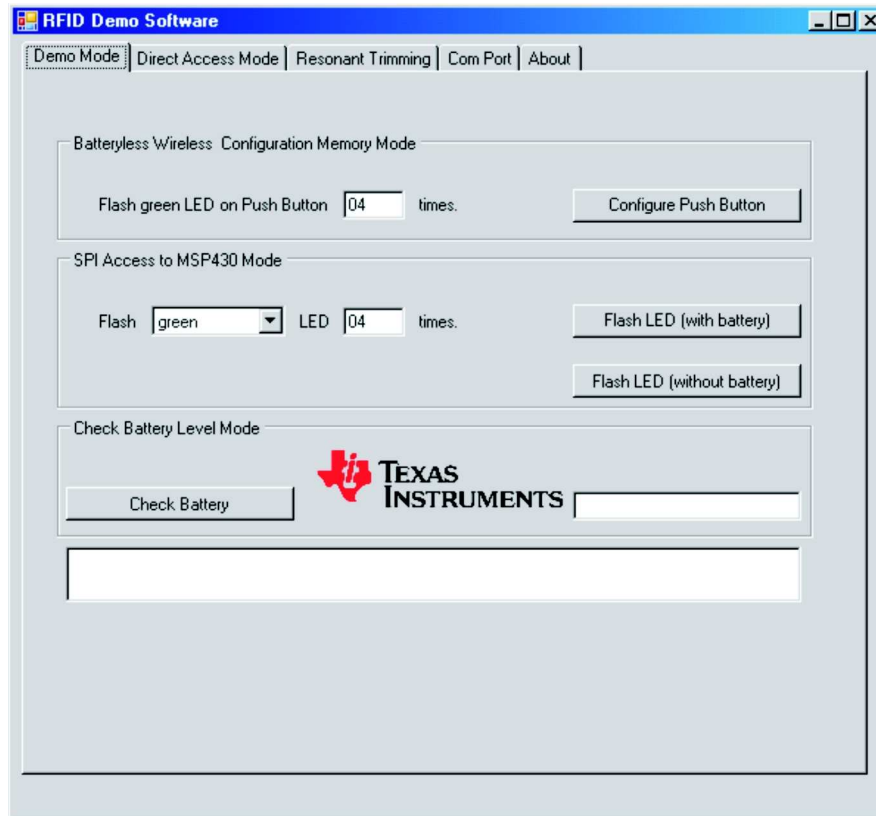 RFID Demo Software
Demo Mode Direct Access Mode Resonant Trimming Com Port About
Batteryless Wireless Configuration Memory Mode
Flash green LED on Push Button 04 times. Configure Push Button
SPI Access to MSP430 Mode
Flash green LED 04 times. Flash LED (with battery)
Flash LED (without battery)
Check Battery Level Mode
TEXAS
INSTRUMENTS
Check Battery